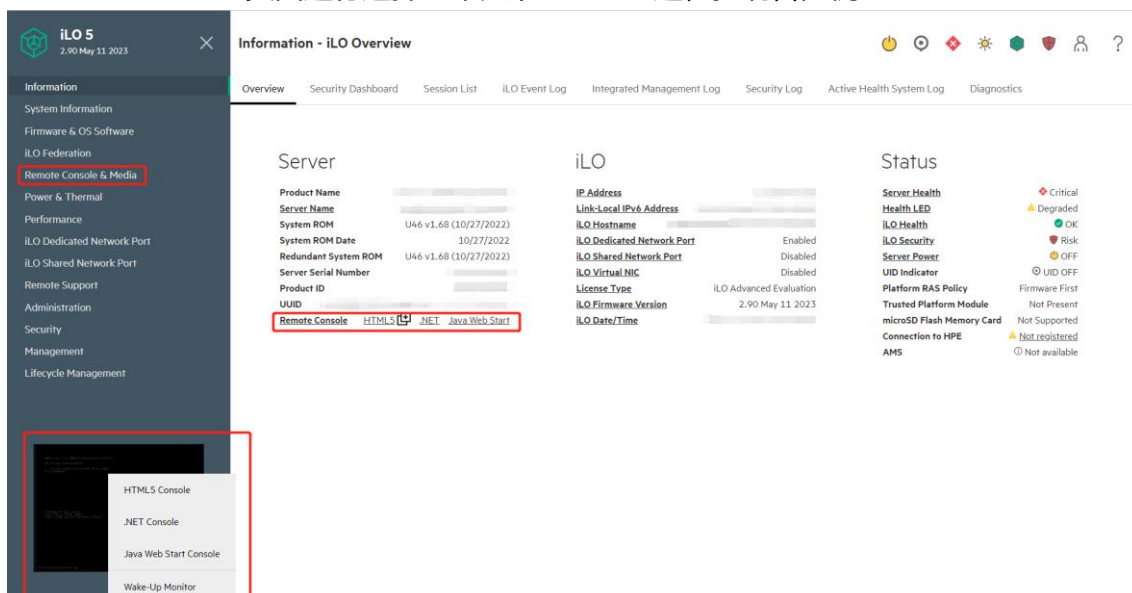 iLO 5
2.90 May 11 2023
Information - iLO Overview
Information
System Information
Firmware & OS Software
iLO Federation
Remote Console & Media
Power & Thermal
Performance
iLO Dedicated Network Port
iLO Shared Network Port
Remote Support
Administration
Security
Management
Lifecycle Management
Overview Security Dashboard Session List iLO Event Log Integrated Management Log Security Log Active Health System Log Diagnostics
Server
Product Name
Server Name
System ROM U46 v1.68 (10/27/2022)
System ROM Date 10/27/2022
Redundant System ROM U46 v1.68 (10/27/2022)
Server Serial Number
Product ID
UUID
Remote Console HTML5 .NET Java Web Start
iLO
IP Address
Link-Local IPv6 Address
iLO Hostname
iLO Dedicated Network Port Enabled
iLO Shared Network Port Disabled
iLO Virtual NIC Disabled
License Type iLO Advanced Evaluation
iLO Firmware Version 2.90 May 11 2023
iLO Date/Time
Status
Server Health Critical
Health LED Degraded
iLO Health OK
iLO Security Risk
Server Power OFF
UID Indicator UID OFF
Platform RAS Policy Firmware First
Trusted Platform Module Not Present
microSD Flash Memory Card Not Supported
Connection to HPE Not registered
AMS Not available
HTML5 Console
.NET Console
Java Web Start Console
Wake-Up Monitor